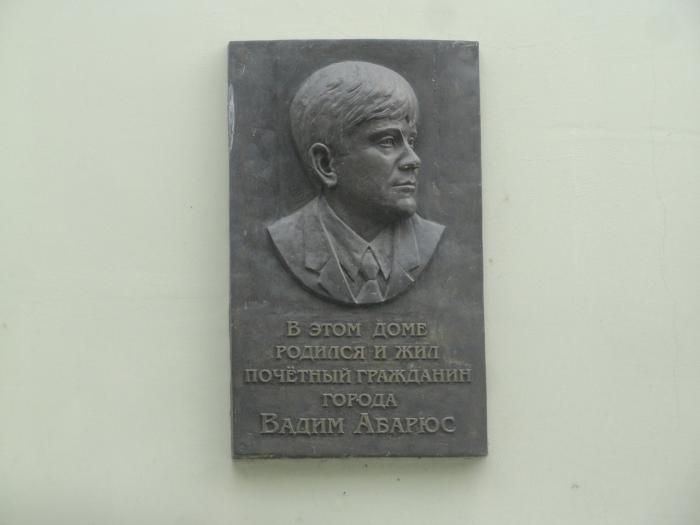 В ЭТОМ ДОМЕ
РОДИЛСЯ И ЖИЛ
ПОЧЁТНЫЙ ГРАЖДАНИН
ГОРОДА
ВАДИМ АБАРЮС